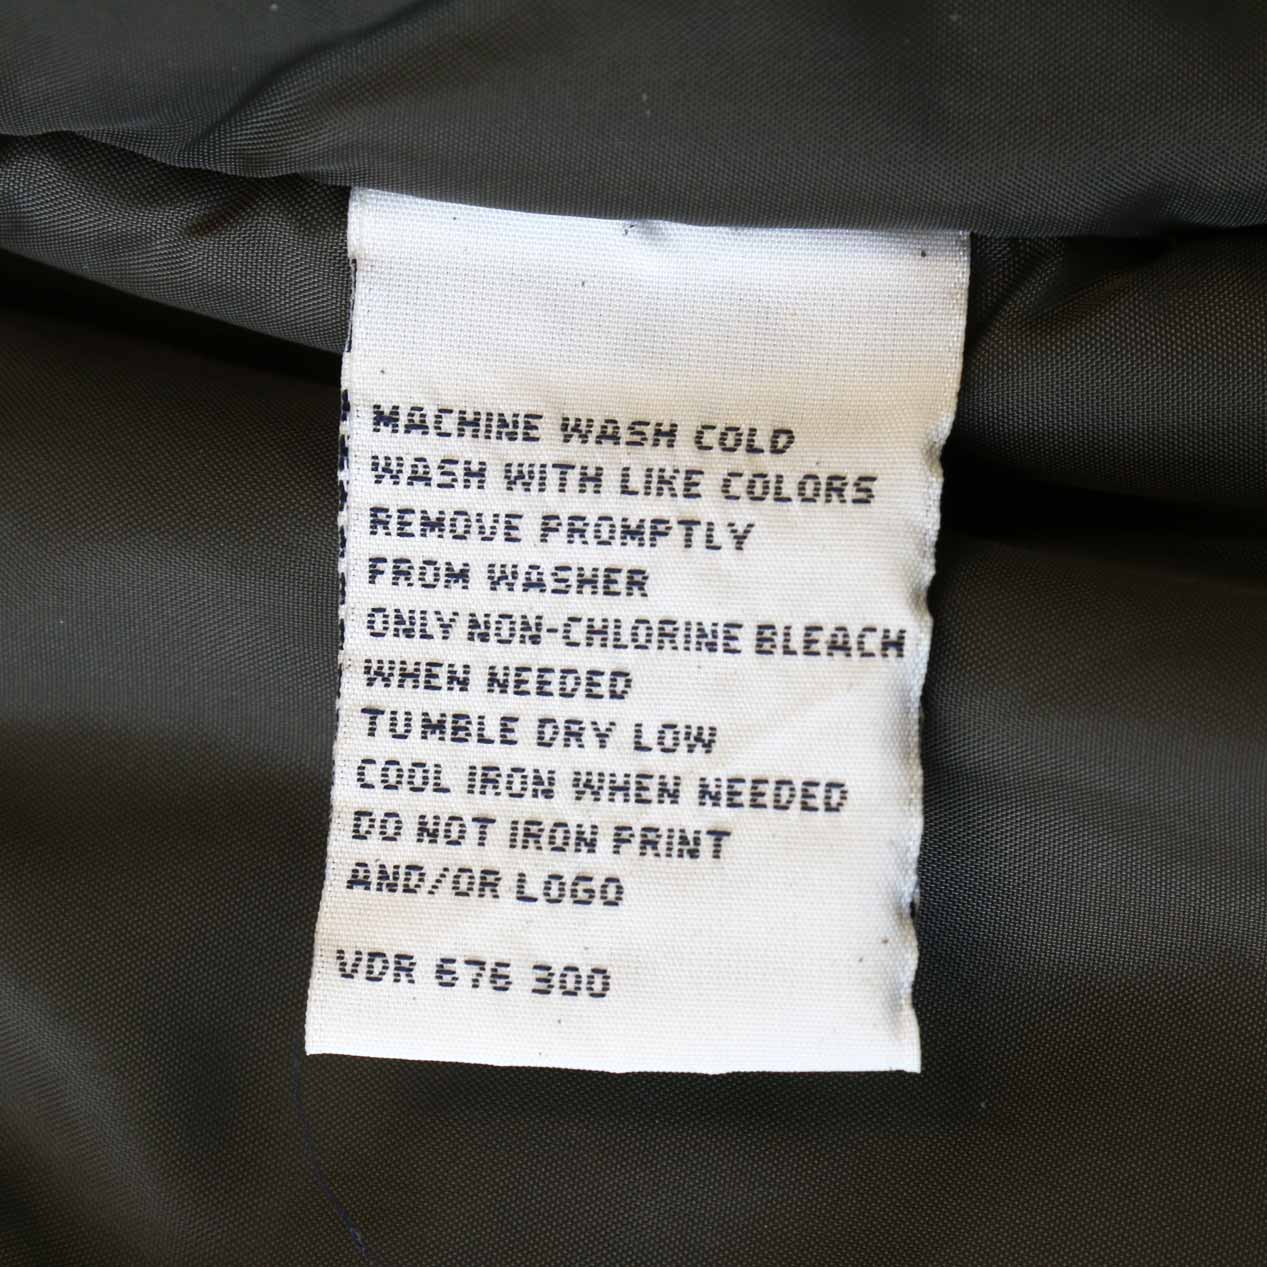 MACHINE WASH COLD
WASH WITH LIKE COLORS
REMOVE PROMPTLY
FROM WASHER
ONLY NON-CHLORINE BLEACH
WHEN NEEDED
TUMBLE DRY LOW
COOL IRON WHEN NEEDED
DO NOT IRON PRINT
AND/OR LOGO
VDR 676 300